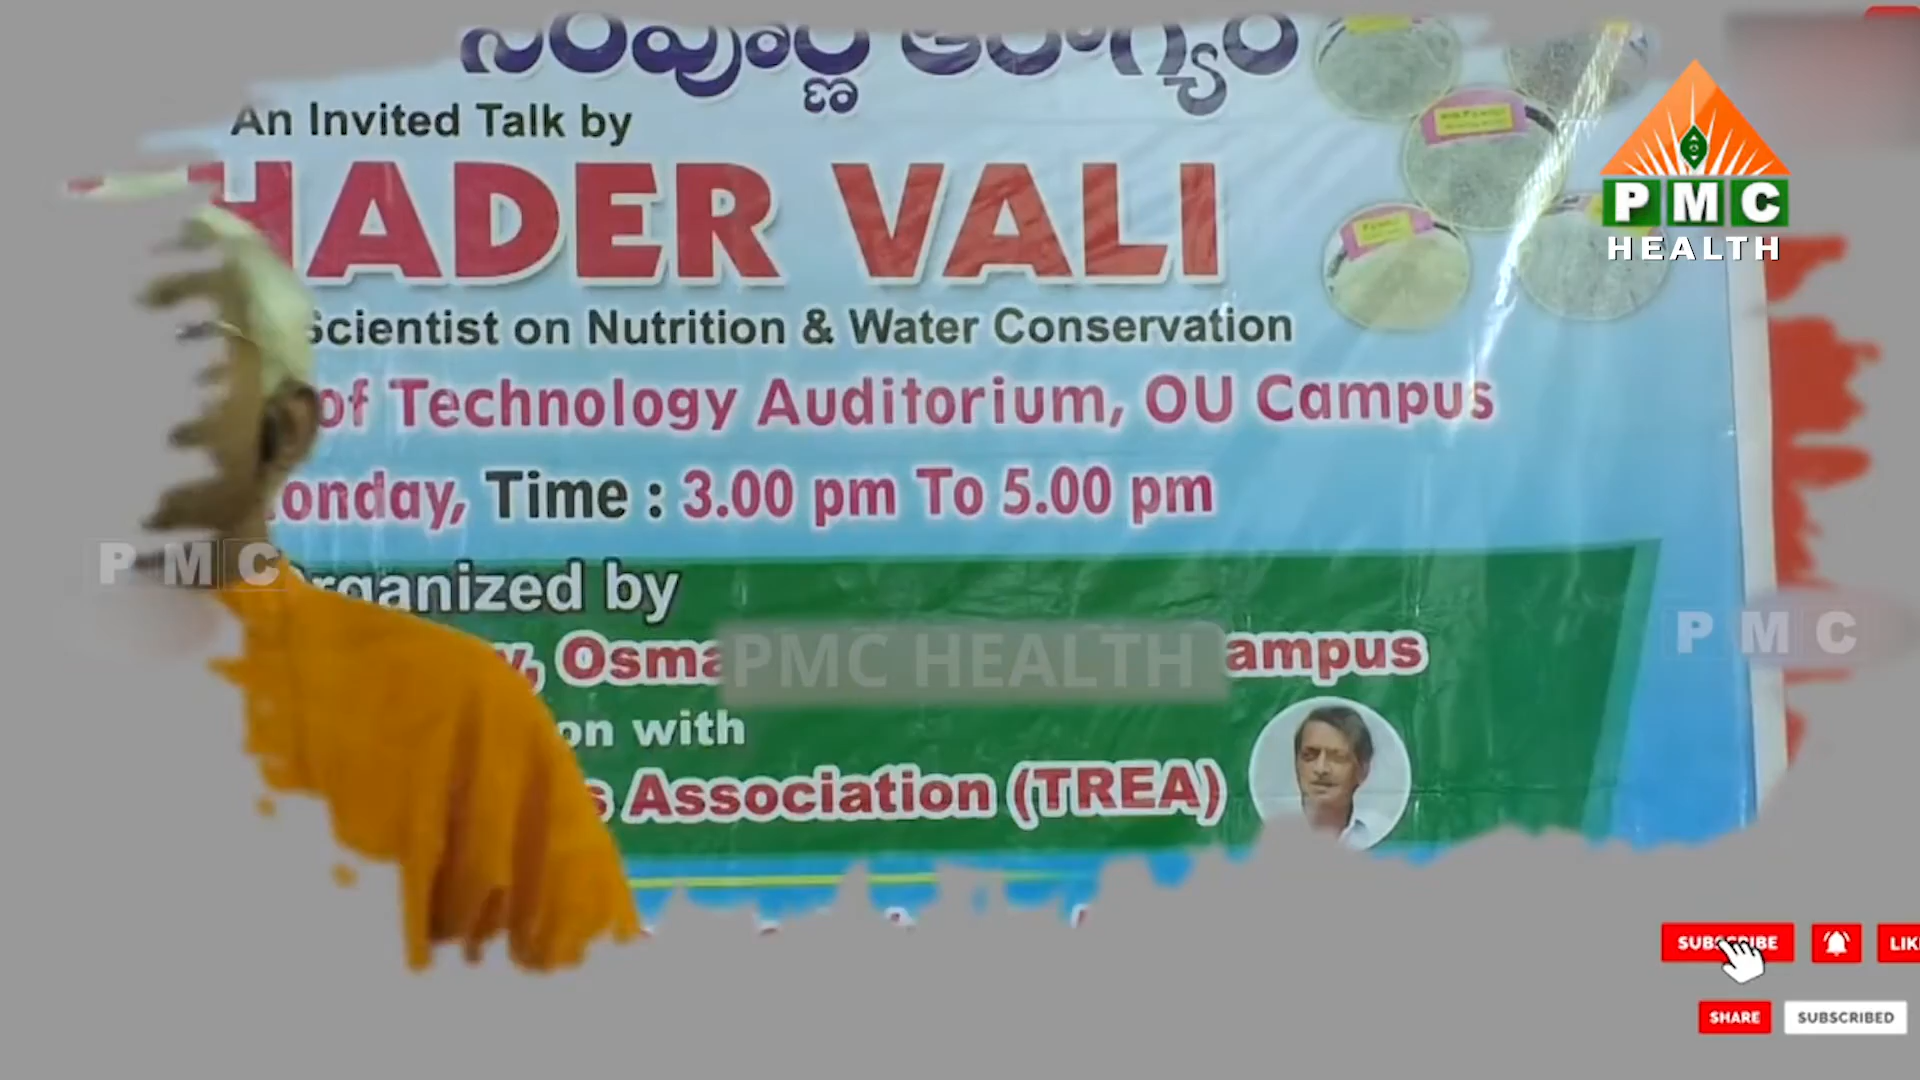 సంపూర్ణ ఆరోగ్యం
An Invited Talk by
HADER VALI
Scientist on Nutrition & Water Conservation
of Technology Auditorium, OU Campus
onday, Time : 3.00 pm To 5.00 pm
rganized by
y, Osma ampus
on with
s Association (TREA)
PMC
HEALTH
PMC
PMC HEALTH
PMC
SUBSCRIBE
LIK
SHARE
SUBSCRIBED